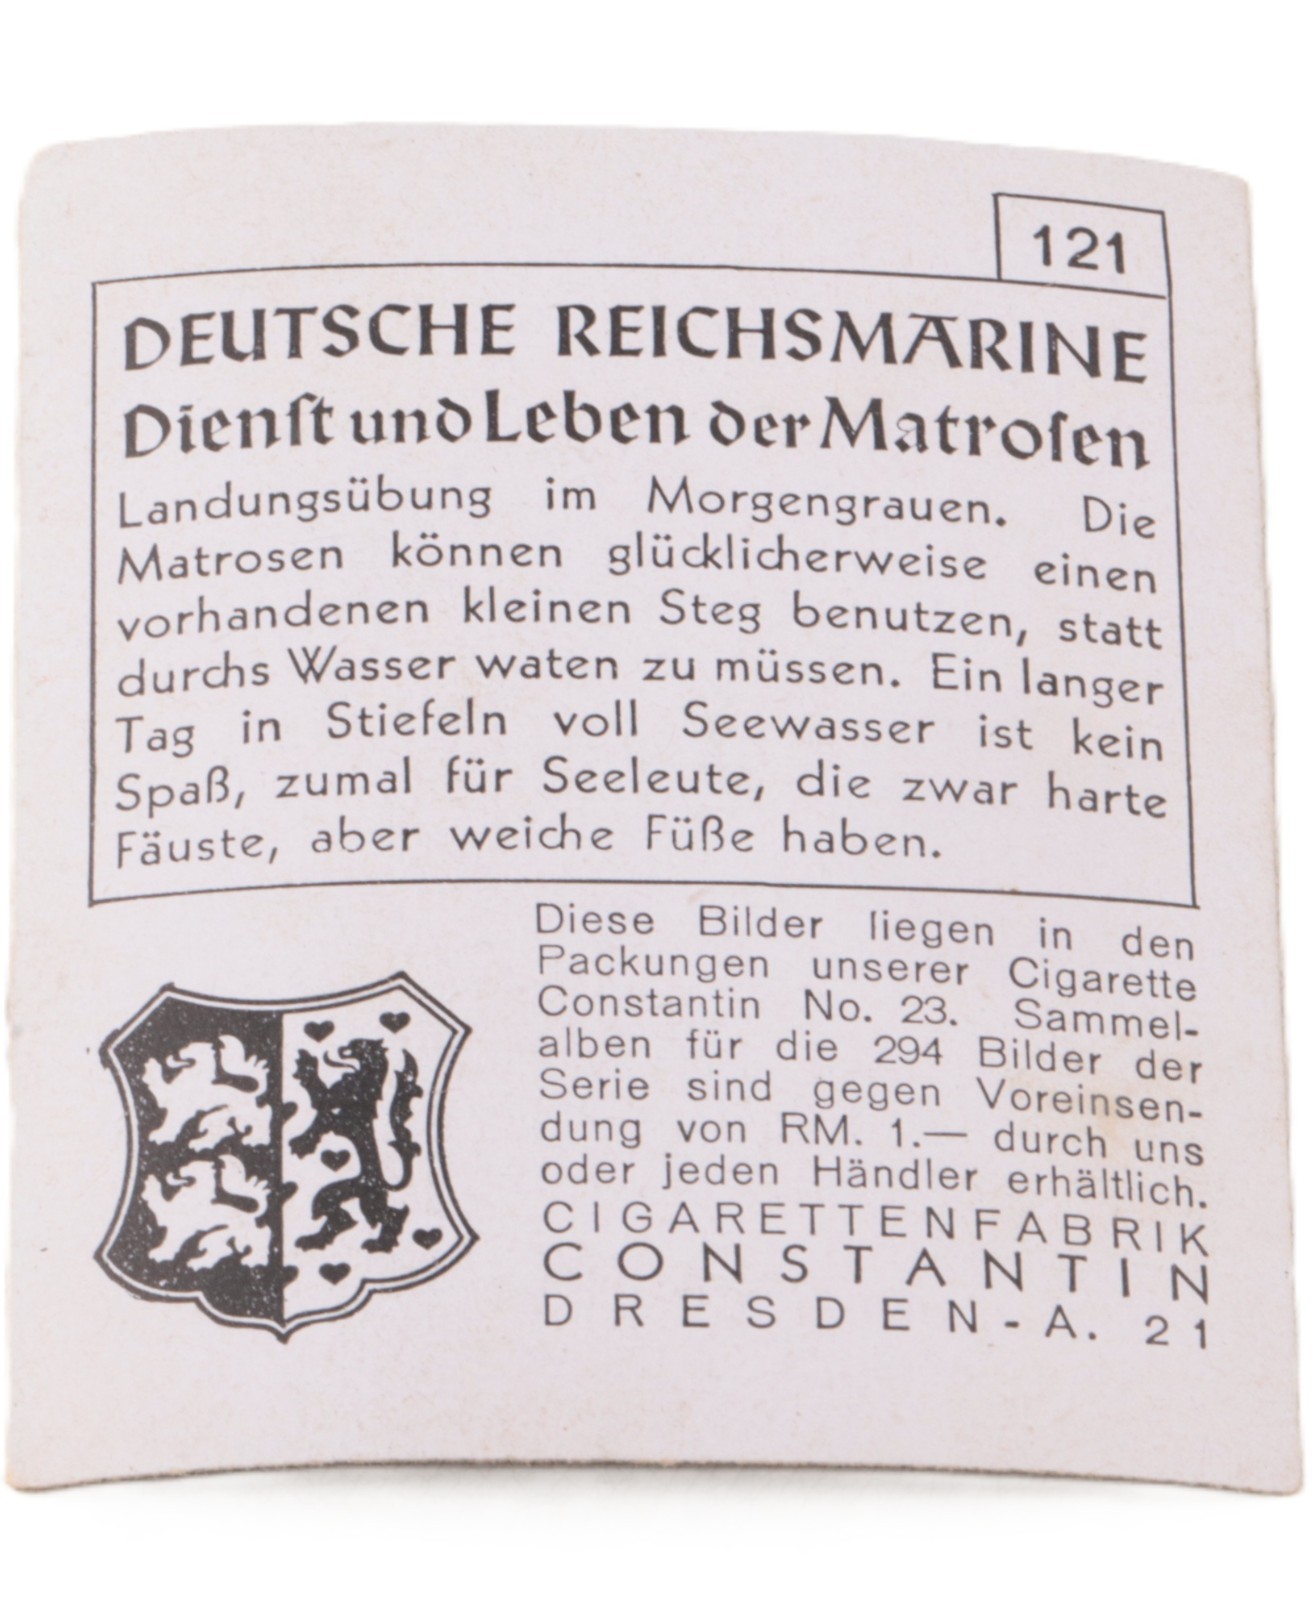 121
DEUTSCHE REICHSMARINE
Dienſt und Leben der Matroſen
Landungsübung im Morgengrauen. Die
Matrosen können glücklicherweise einen
vorhandenen kleinen Steg benutzen, statt
durchs Wasser waten zu müssen. Ein langer
Tag in Stiefeln voll Seewasser ist kein
Spaß, zumal für Seeleute, die zwar harte
Fäuste, aber weiche Füße haben.
Diese Bilder liegen in den
Packungen unserer Cigarette
Constantin No. 23. Sammel-
alben für die 294 Bilder der
Serie sind gegen Voreinsen-
dung von RM. 1.— durch uns
oder jeden Händler erhältlich.
CIGARETTENFABRIK
CONSTANTIN
DRESDEN-A. 21